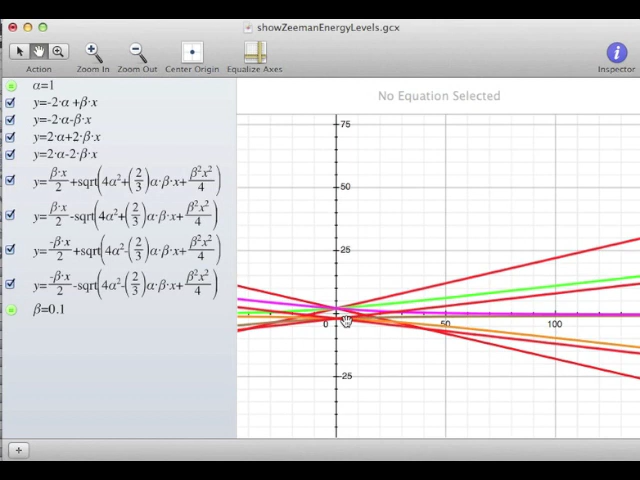 showZeemanEnergyLevels.gcx
Action Zoom In Zoom Out Center Origin Equalize Axes Inspector
No Equation Selected
α=1
y=-2·α+β·x
y=-2·α-β·x
y=2·α+2·β·x
y=2·α-2·β·x
y=β·x/2+sqrt(4α²+(2/3)α·β·x+β²x²/4)
y=β·x/2-sqrt(4α²+(2/3)α·β·x+β²x²/4)
y=-β·x/2+sqrt(4α²-(2/3)α·β·x+β²x²/4)
y=-β·x/2-sqrt(4α²-(2/3)α·β·x+β²x²/4)
β=0.1
75
50
25
0 50 100
-25